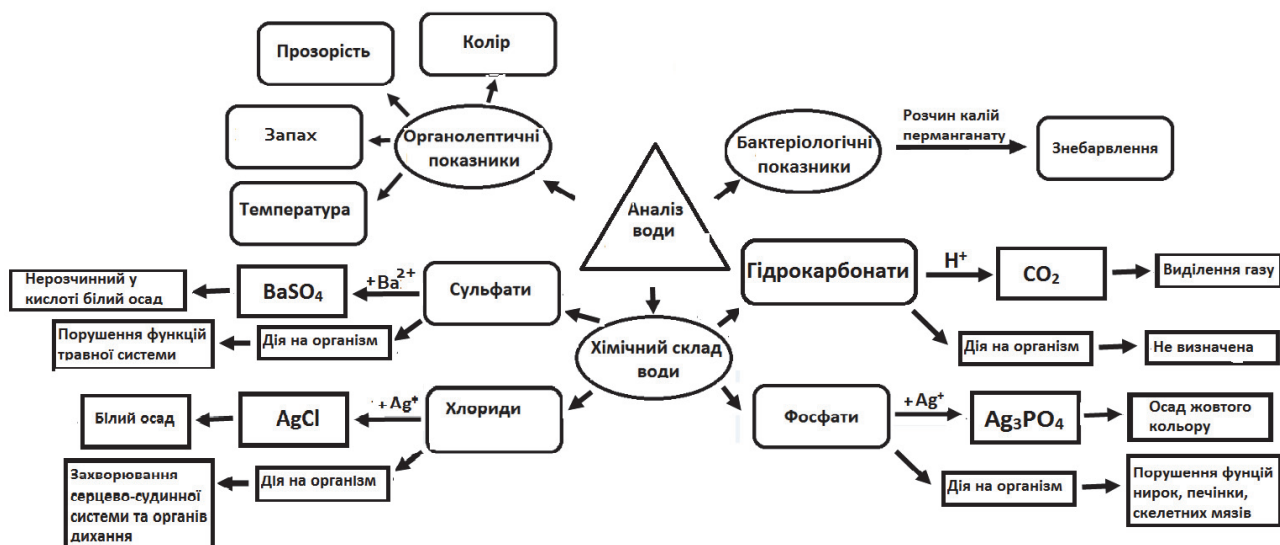 Прозорість
Колір
Запах
Органолептичні
показники
Температура
Бактеріологічні
показники
Розчин калій
перманганату
Знебарвлення
Аналіз
води
Нерозчинний у
кислоті білий осад
BaSO₄
+Ba²⁺
Сульфати
Порушення функцій
травної системи
Дія на організм
Гідрокарбонати
H⁺
CO₂
Виділення газу
Дія на організм
Не визначена
Хімічний склад
води
Білий осад
AgCl
+Ag⁺
Хлориди
Захворювання
серцево-судинної
системи та органів
дихання
Дія на організм
Фосфати
+Ag⁺
Ag₃PO₄
Осад жовтого
кольору
Дія на організм
Порушення фунцій
нирок, печінки,
скелетних мязів